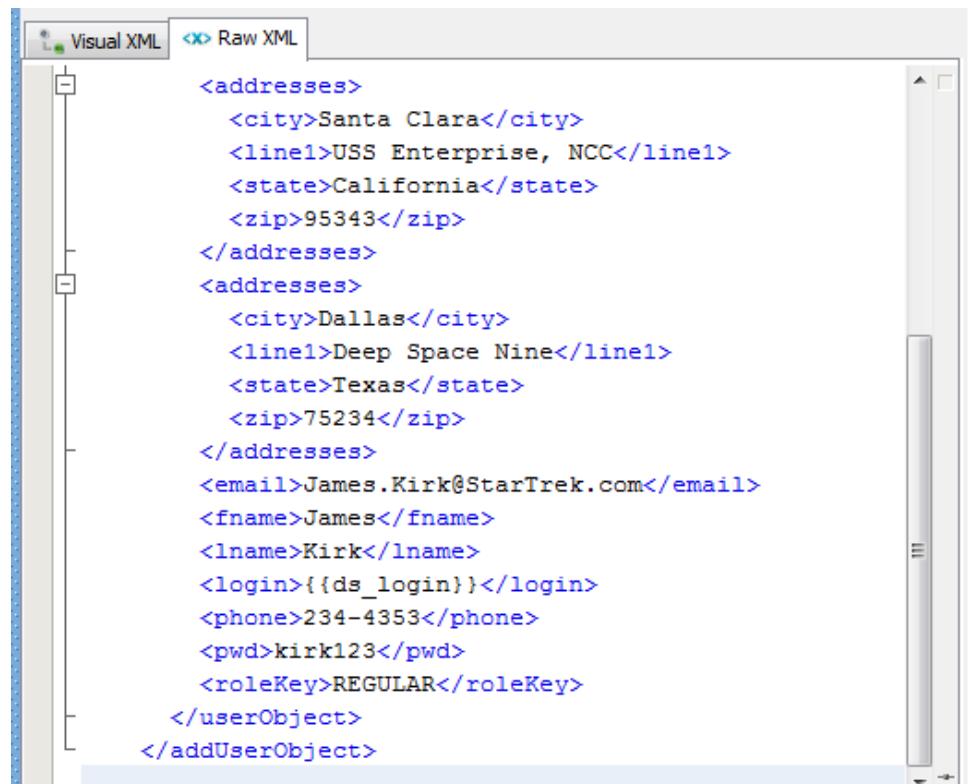 Visual XML <x> Raw XML
<addresses>
<city>Santa Clara</city>
<line1>USS Enterprise, NCC</line1>
<state>California</state>
<zip>95343</zip>
</addresses>
<addresses>
<city>Dallas</city>
<line1>Deep Space Nine</line1>
<state>Texas</state>
<zip>75234</zip>
</addresses>
<email>James.Kirk@StarTrek.com</email>
<fname>James</fname>
<lname>Kirk</lname>
<login>{{ds_login}}</login>
<phone>234-4353</phone>
<pwd>kirk123</pwd>
<roleKey>REGULAR</roleKey>
</userObject>
</addUserObject>